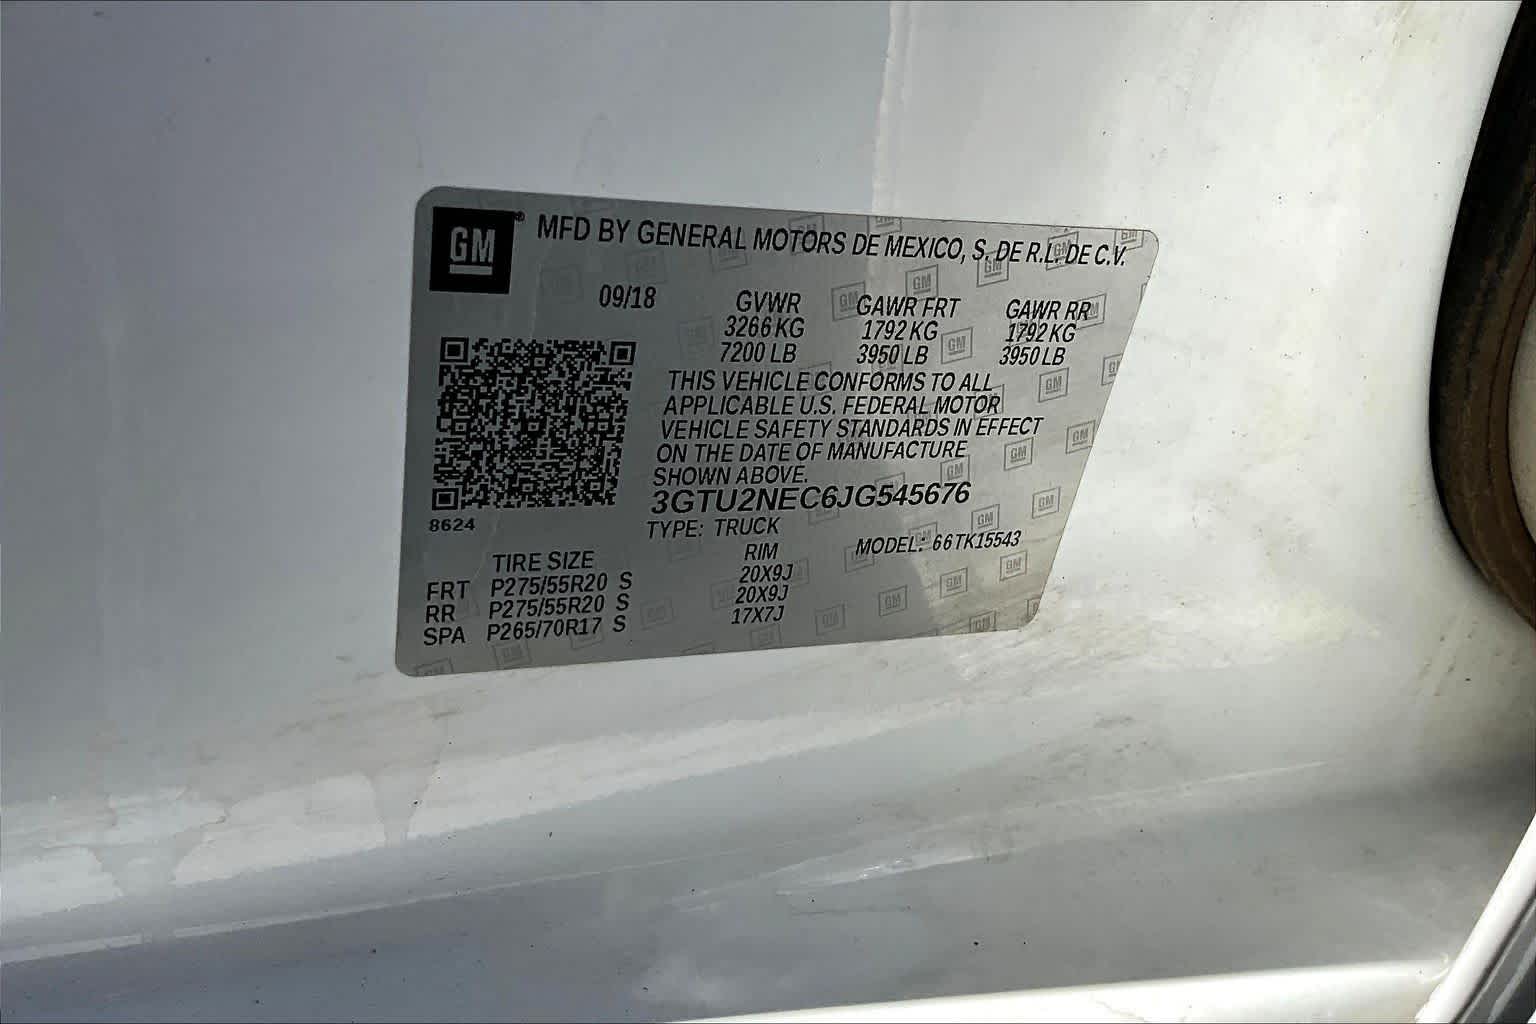 GM® MFD BY GENERAL MOTORS DE MEXICO, S. DE R.L. DE C.V.
09/18 GVWR GAWR FRT GAWR RR
3266 KG 1792 KG 1792 KG
7200 LB 3950 LB 3950 LB
THIS VEHICLE CONFORMS TO ALL
APPLICABLE U.S. FEDERAL MOTOR
VEHICLE SAFETY STANDARDS IN EFFECT
ON THE DATE OF MANUFACTURE
SHOWN ABOVE.
3GTU2NEC6JG545676
8624
TYPE: TRUCK MODEL: 66TK15543
TIRE SIZE RIM
FRT P275/55R20 S 20X9J
RR P275/55R20 S 20X9J
SPA P265/70R17 S 17X7J